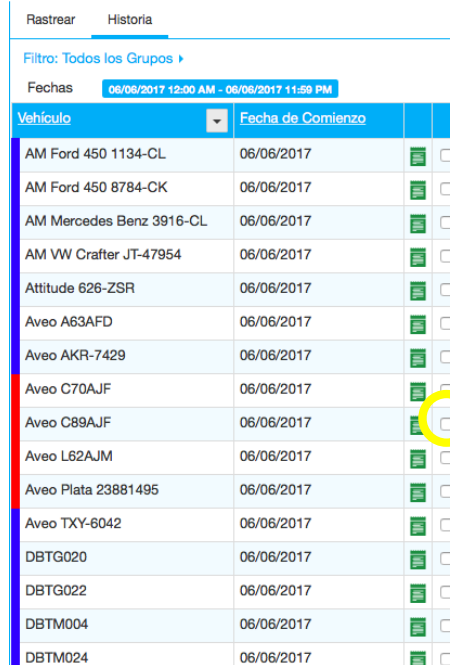 Rastrear Historia
Filtro: Todos los Grupos
Fechas 06/06/2017 12:00 AM - 06/06/2017 11:59 PM
Vehículo Fecha de Comienzo
AM Ford 450 1134-CL 06/06/2017
AM Ford 450 8784-CK 06/06/2017
AM Mercedes Benz 3916-CL 06/06/2017
AM VW Crafter JT-47954 06/06/2017
Attitude 626-ZSR 06/06/2017
Aveo A63AFD 06/06/2017
Aveo AKR-7429 06/06/2017
Aveo C70AJF 06/06/2017
Aveo C89AJF 06/06/2017
Aveo L62AJM 06/06/2017
Aveo Plata 23881495 06/06/2017
Aveo TXY-6042 06/06/2017
DBTG020 06/06/2017
DBTG022 06/06/2017
DBTM004 06/06/2017
DBTM024 06/06/2017